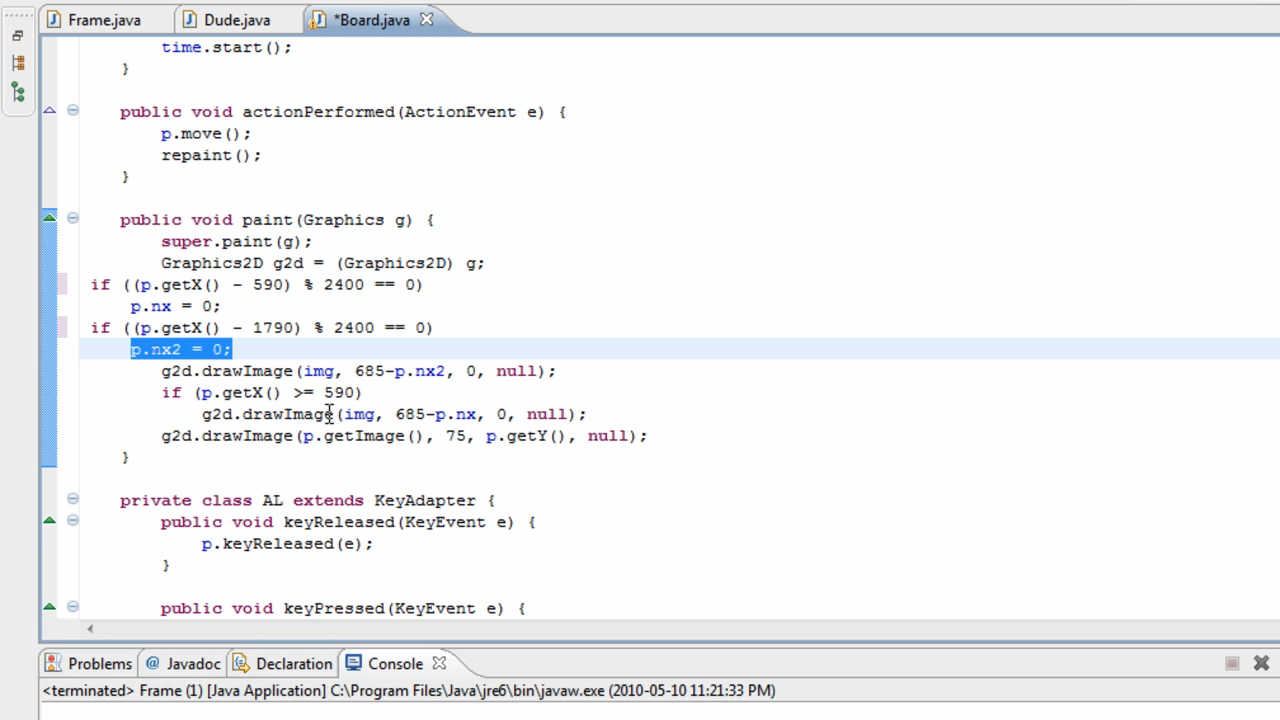 Frame.java Dude.java *Board.java
time.start();
}
public void actionPerformed(ActionEvent e) {
p.move();
repaint();
}
public void paint(Graphics g) {
super.paint(g);
Graphics2D g2d = (Graphics2D) g;
if ((p.getX() - 590) % 2400 == 0)
p.nx = 0;
if ((p.getX() - 1790) % 2400 == 0)
p.nx2 = 0;
g2d.drawImage(img, 685-p.nx2, 0, null);
if (p.getX() >= 590)
g2d.drawImage(img, 685-p.nx, 0, null);
g2d.drawImage(p.getImage(), 75, p.getY(), null);
}
private class AL extends KeyAdapter {
public void keyReleased(KeyEvent e) {
p.keyReleased(e);
}
public void keyPressed(KeyEvent e) {
Problems @ Javadoc Declaration Console
<terminated> Frame (1) [Java Application] C:\Program Files\Java\jre6\bin\javaw.exe (2010-05-10 11:21:33 PM)